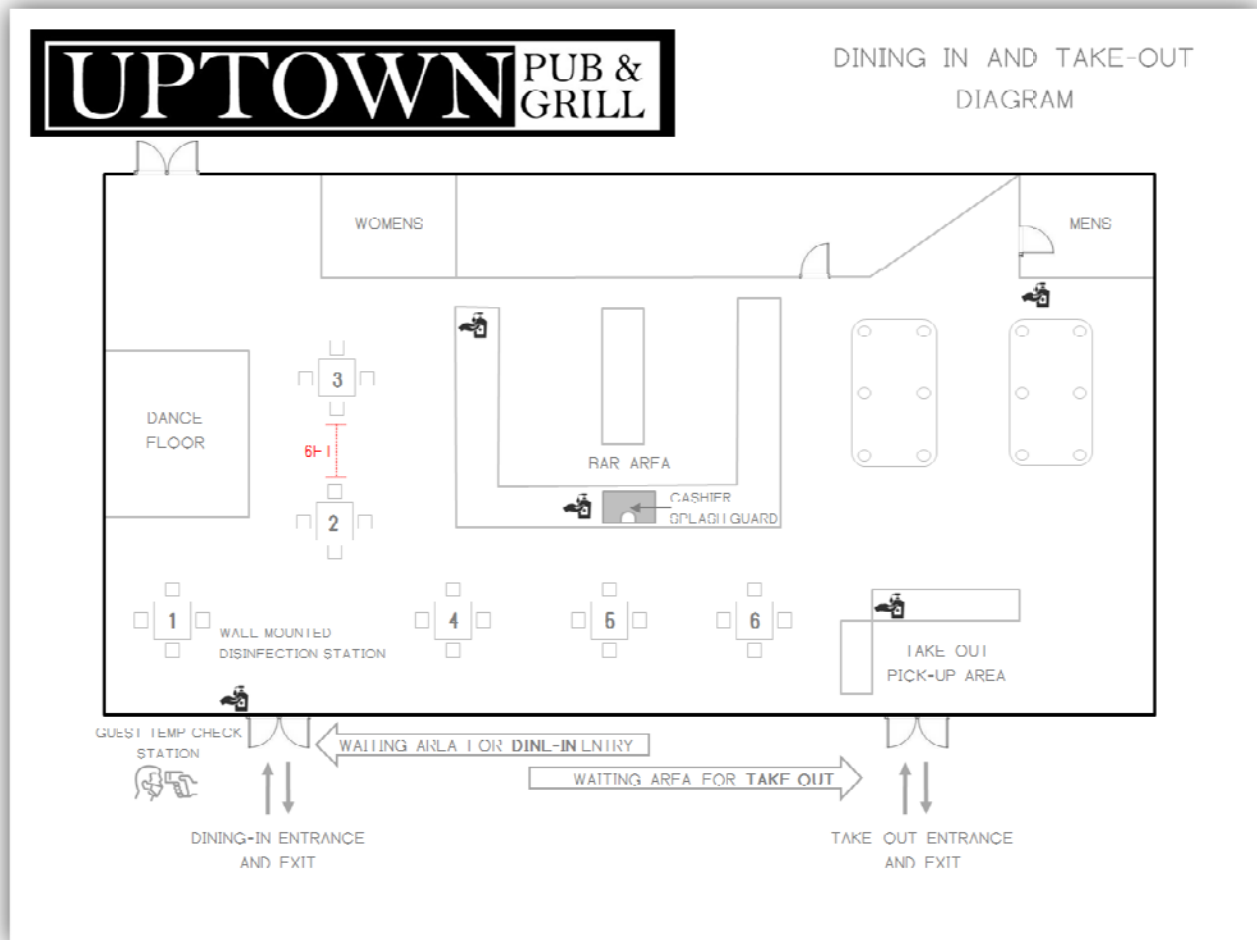 UPTOWN PUB &
GRILL
DINING IN AND TAKE-OUT
DIAGRAM
WOMENS
MENS
3
DANCE
FLOOR
6FT
BAR AREA
2
CASHIER
SPLASH GUARD
1
4
5
6
WALL MOUNTED
DISINFECTION STATION
TAKE OUT
PICK-UP AREA
GUEST TEMP CHECK
STATION
WAITING AREA FOR DINE-IN ENTRY
WAITING AREA FOR TAKE OUT
DINING-IN ENTRANCE
AND EXIT
TAKE OUT ENTRANCE
AND EXIT